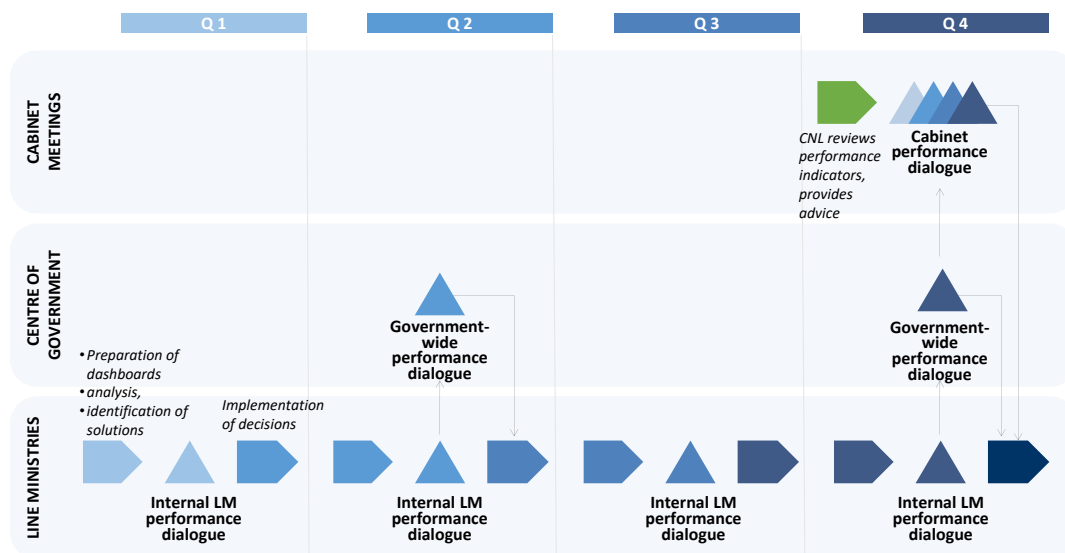 Q 1
Q 2
Q 3
Q 4
CABINET
MEETINGS
CNL reviews
performance
indicators,
provides
advice
Cabinet
performance
dialogue
CENTRE OF
GOVERNMENT
Government-
wide
performance
dialogue
Government-
wide
performance
dialogue
LINE MINISTRIES
• Preparation of
dashboards
• analysis,
• identification of
solutions
Implementation
of decisions
Internal LM
performance
dialogue
Internal LM
performance
dialogue
Internal LM
performance
dialogue
Internal LM
performance
dialogue